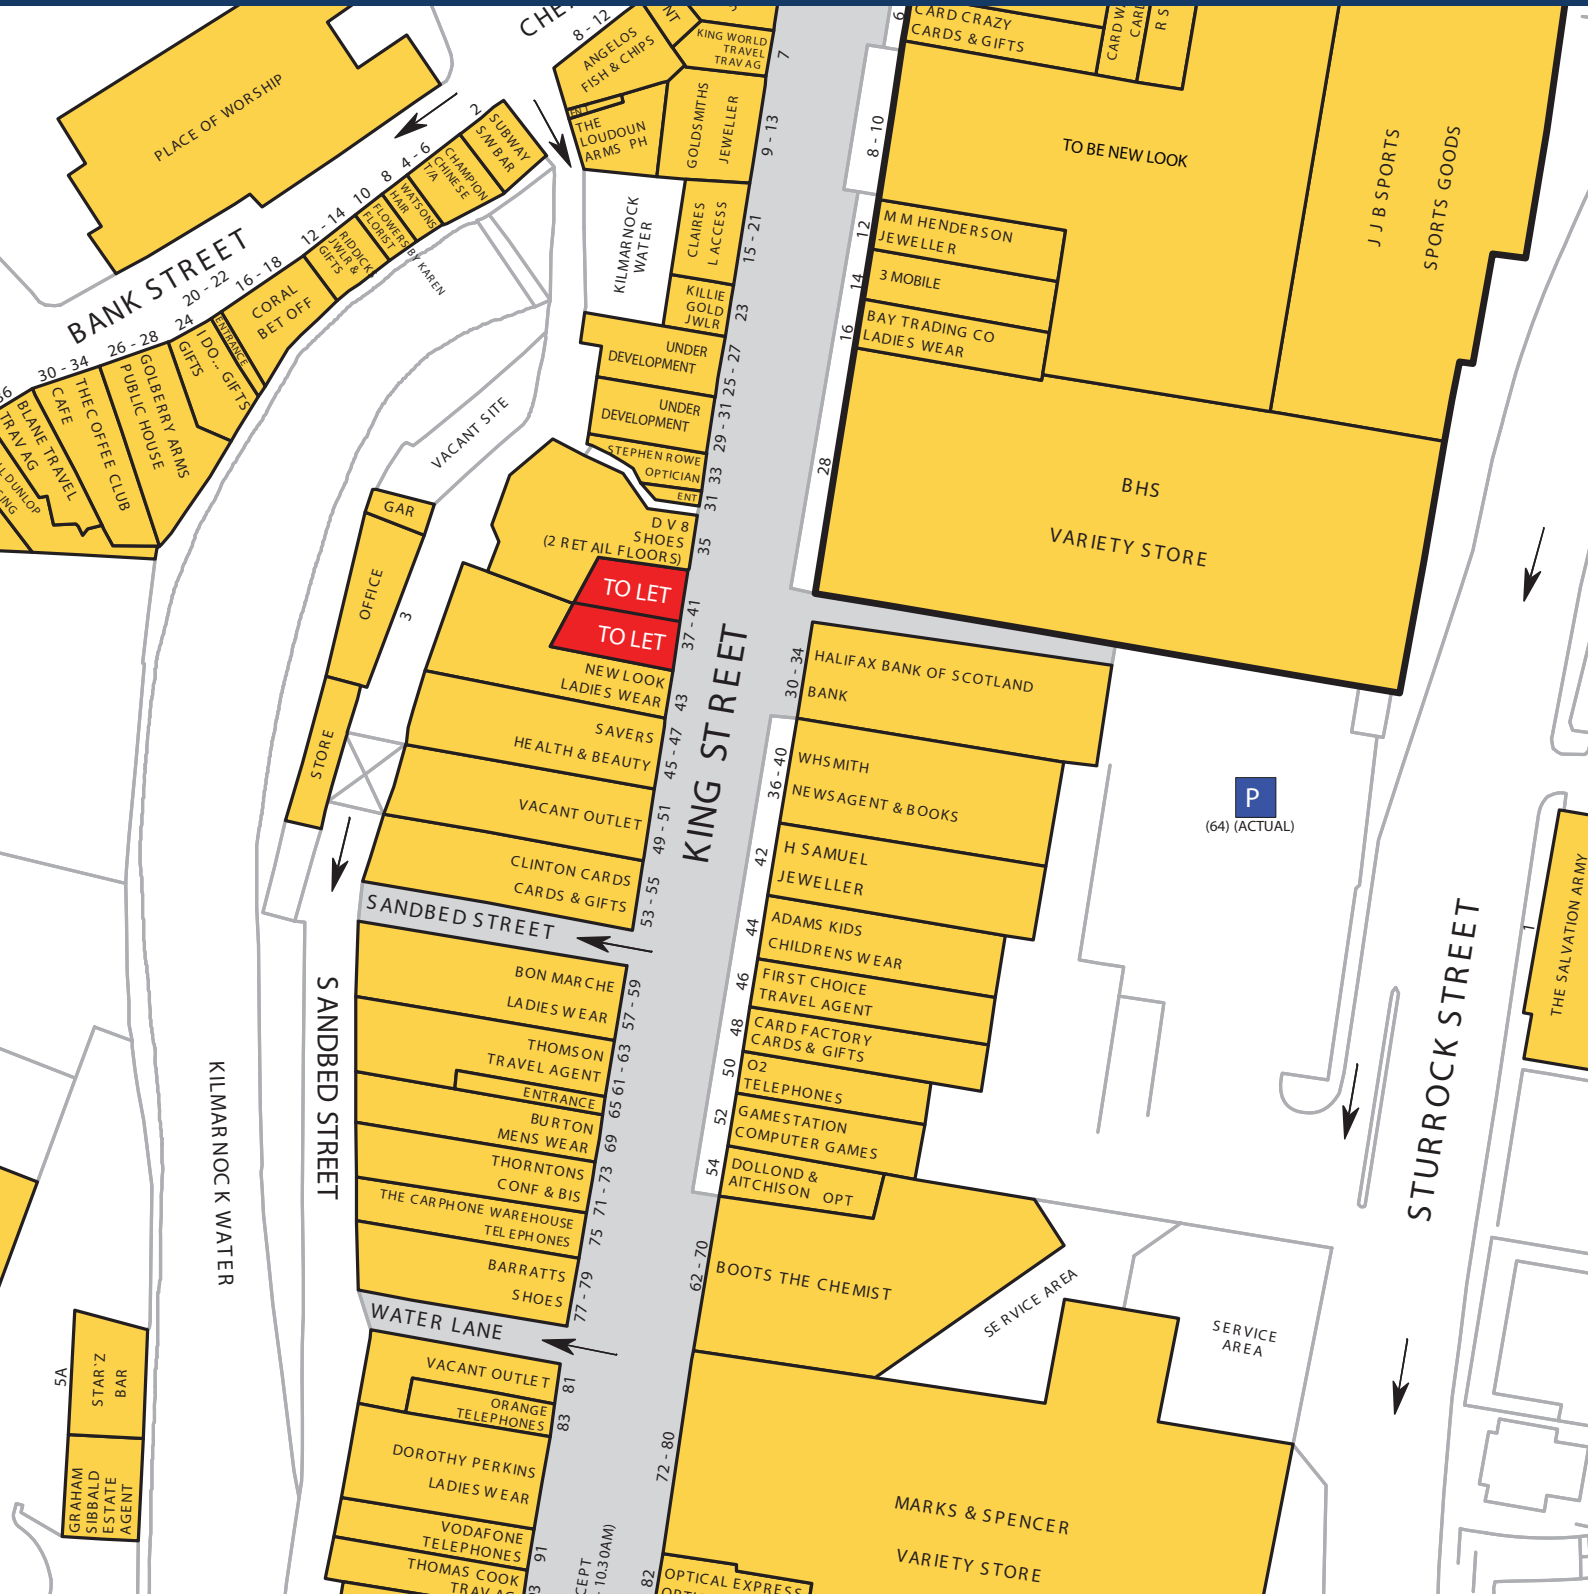 PLACE OF WORSHIP
8 - 12
ANGELOS
FISH & CHIPS
THE
LOUDOUN
ARMS PH
KING WORLD
TRAVEL
TRAV AG
7
GOLDSMITHS
JEWELLER
9 - 13
CLAIRES
L ACCESS
15 - 21
KILLIE
GOLD
JWLR
23
KILMARNOCK
WATER
UNDER
DEVELOPMENT
25 - 27
UNDER
DEVELOPMENT
29 - 31
STEPHEN ROWE
OPTICIAN
33
ENT
31
D V 8
SHOES
(2 RETAIL FLOORS)
35
TO LET
TO LET
37 - 41
NEW LOOK
LADIES WEAR
43
SAVERS
HEALTH & BEAUTY
45 - 47
VACANT OUTLET
49 - 51
CLINTON CARDS
CARDS & GIFTS
53 - 55
SANDBED STREET
BON MARCHE
LADIES WEAR
57 - 59
THOMSON
TRAVEL AGENT
61 - 63
ENTRANCE
65
BURTON
MENS WEAR
69
THORNTONS
CONF & BIS
71 - 73
THE CARPHONE WAREHOUSE
TELEPHONES
75
BARRATTS
SHOES
77 - 79
WATER LANE
VACANT OUTLET
81
ORANGE
TELEPHONES
83
DOROTHY PERKINS
LADIES WEAR
VODAFONE
TELEPHONES
91
THOMAS COOK
TRAV AG
BANK STREET
2
SUBWAY
S/W BAR
4 - 6
CHAMPION
CHINESE
T/A
8
WATSONS
HAIR
10
FLOWERS BY KAREN
FLORIST
12 - 14
RIDDICK
JWLR &
GIFTS
16 - 18
CORAL
BET OFF
20 - 22
ENTRANCE
24
I DO... GIFTS
GIFTS
26 - 28
GOLBERRY ARMS
PUBLIC HOUSE
30 - 34
THE COFFEE CLUB
CAFE
BLANE TRAVEL
TRAV AG
DUNLOP
VACANT SITE
GAR
OFFICE
3
STORE
SANDBED STREET
KILMARNOCK WATER
5A
STAR`Z
BAR
GRAHAM
SIBBALD
ESTATE
AGENT
KING STREET
CARD CRAZY
CARDS & GIFTS
8 - 10
TO BE NEW LOOK
12
M M HENDERSON
JEWELLER
14
3 MOBILE
16
BAY TRADING CO
LADIES WEAR
J J B SPORTS
SPORTS GOODS
28
BHS
VARIETY STORE
30 - 34
HALIFAX BANK OF SCOTLAND
BANK
36 - 40
WHSMITH
NEWSAGENT & BOOKS
42
H SAMUEL
JEWELLER
44
ADAMS KIDS
CHILDRENS WEAR
46
FIRST CHOICE
TRAVEL AGENT
48
CARD FACTORY
CARDS & GIFTS
50
O2
TELEPHONES
52
GAMESTATION
COMPUTER GAMES
54
DOLLOND &
AITCHISON OPT
62 - 70
BOOTS THE CHEMIST
72 - 80
MARKS & SPENCER
VARIETY STORE
82
OPTICAL EXPRESS
10.30AM)
SERVICE AREA
SERVICE
AREA
P
(64) (ACTUAL)
STURROCK STREET
1
THE SALVATION ARMY